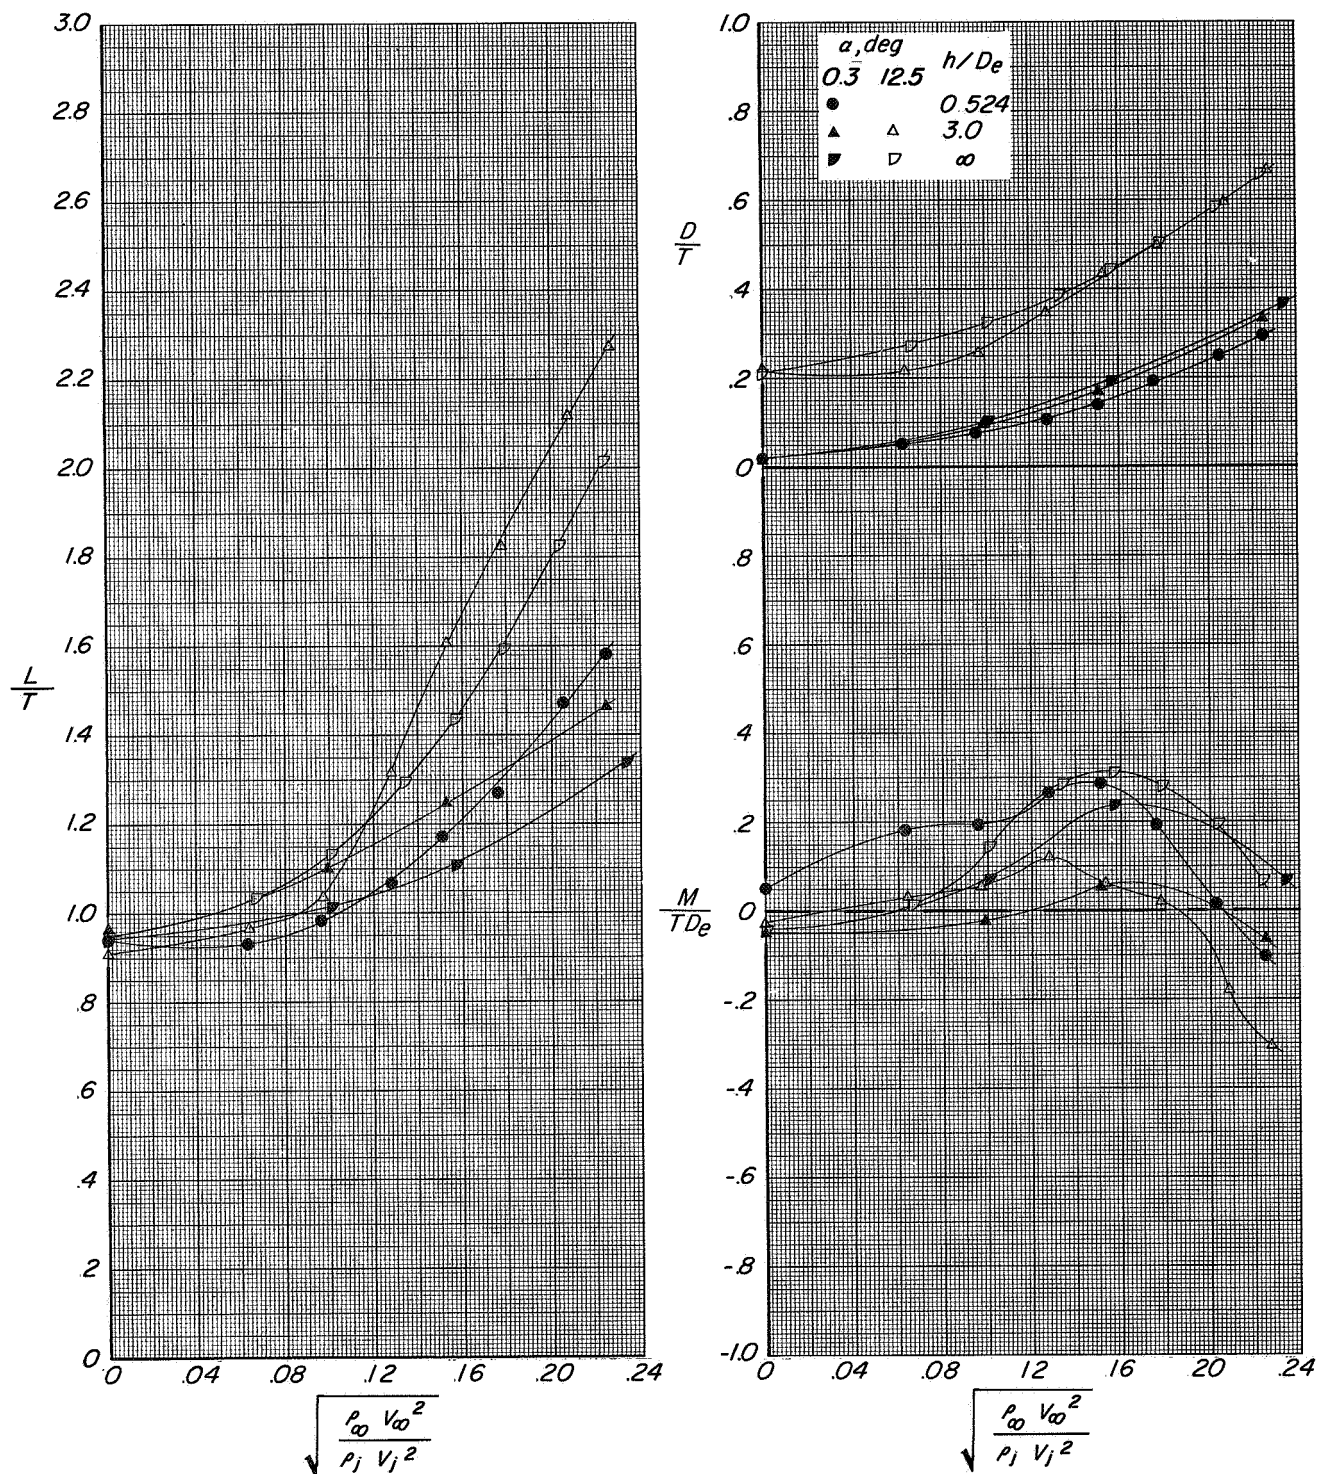 3.0
2.8
2.6
2.4
2.2
2.0
1.8
1.6
L
T
1.4
1.2
1.0
.8
.6
.4
.2
0
0 .04 .08 .12 .16 .20 .24
√ρ∞ V∞²
ρj Vj²
1.0
α, deg h/De
0.3 12.5
0.524
3.0
∞
.8
.6
D
T
.4
.2
0
.8
.6
.4
.2
M
TDe
0
-.2
-.4
-.6
-.8
-1.0
0 .04 .08 .12 .16 .20 .24
√ρ∞ V∞²
ρj Vj²